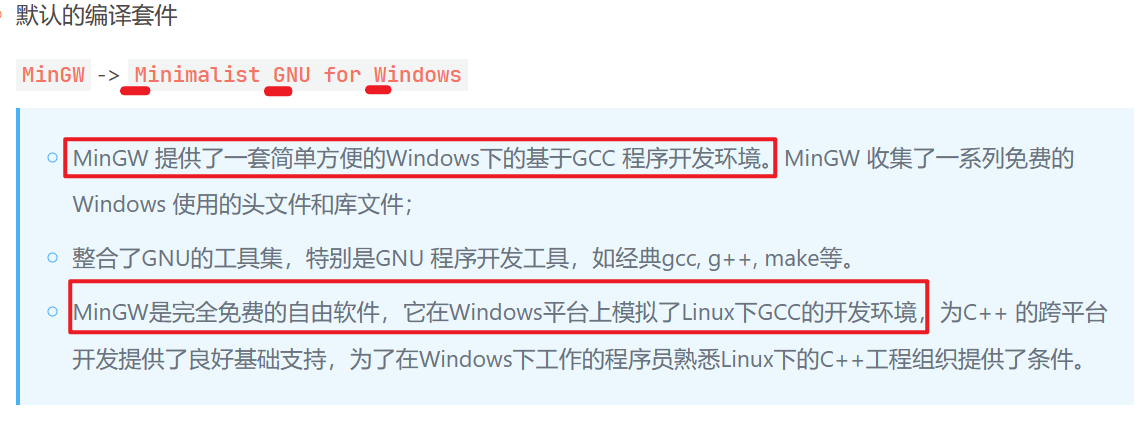 默认的编译套件
MinGW -> Minimalist GNU for Windows
MinGW 提供了一套简单方便的Windows下的基于GCC 程序开发环境。MinGW 收集了一系列免费的
Windows 使用的头文件和库文件；
整合了GNU的工具集，特别是GNU 程序开发工具，如经典gcc, g++, make等。
MinGW是完全免费的自由软件，它在Windows平台上模拟了Linux下GCC的开发环境，为C++ 的跨平台
开发提供了良好基础支持，为了在Windows下工作的程序员熟悉Linux下的C++工程组织提供了条件。